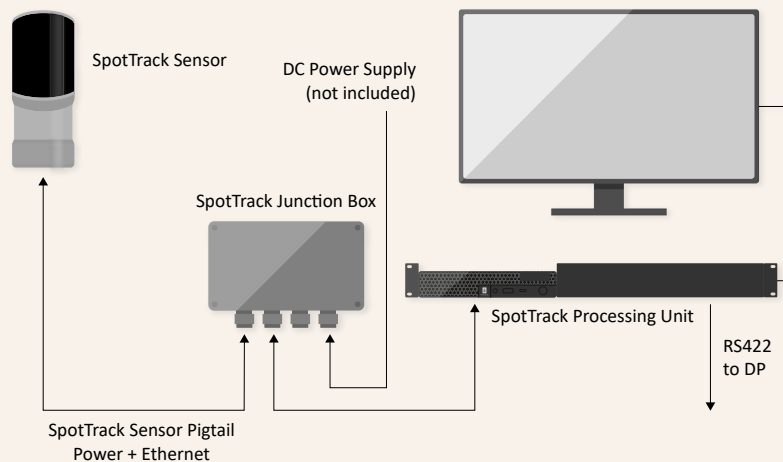 SpotTrack Sensor
DC Power Supply
(not included)
SpotTrack Junction Box
SpotTrack Processing Unit
RS422
to DP
SpotTrack Sensor Pigtail
Power + Ethernet